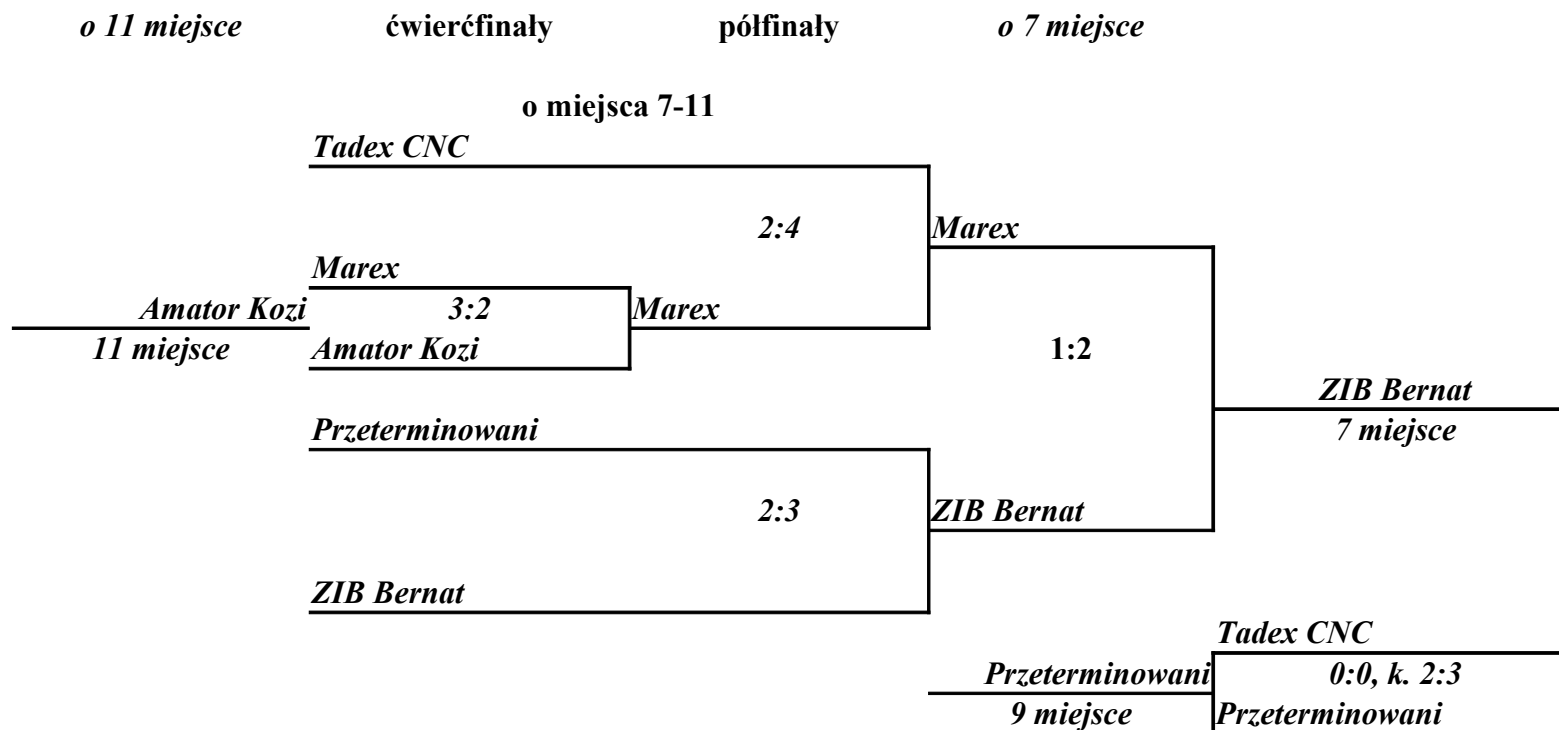 o 11 miejsce ćwierćfinały półfinały o 7 miejsce
o miejsca 7-11
Tadex CNC
2:4 Marex
Marex
Amator Kozi 3:2 Marex
11 miejsce Amator Kozi 1:2
ZIB Bernat
Przeterminowani 7 miejsce
2:3 ZIB Bernat
ZIB Bernat
Tadex CNC
Przeterminowani 0:0, k. 2:3
9 miejsce Przeterminowani